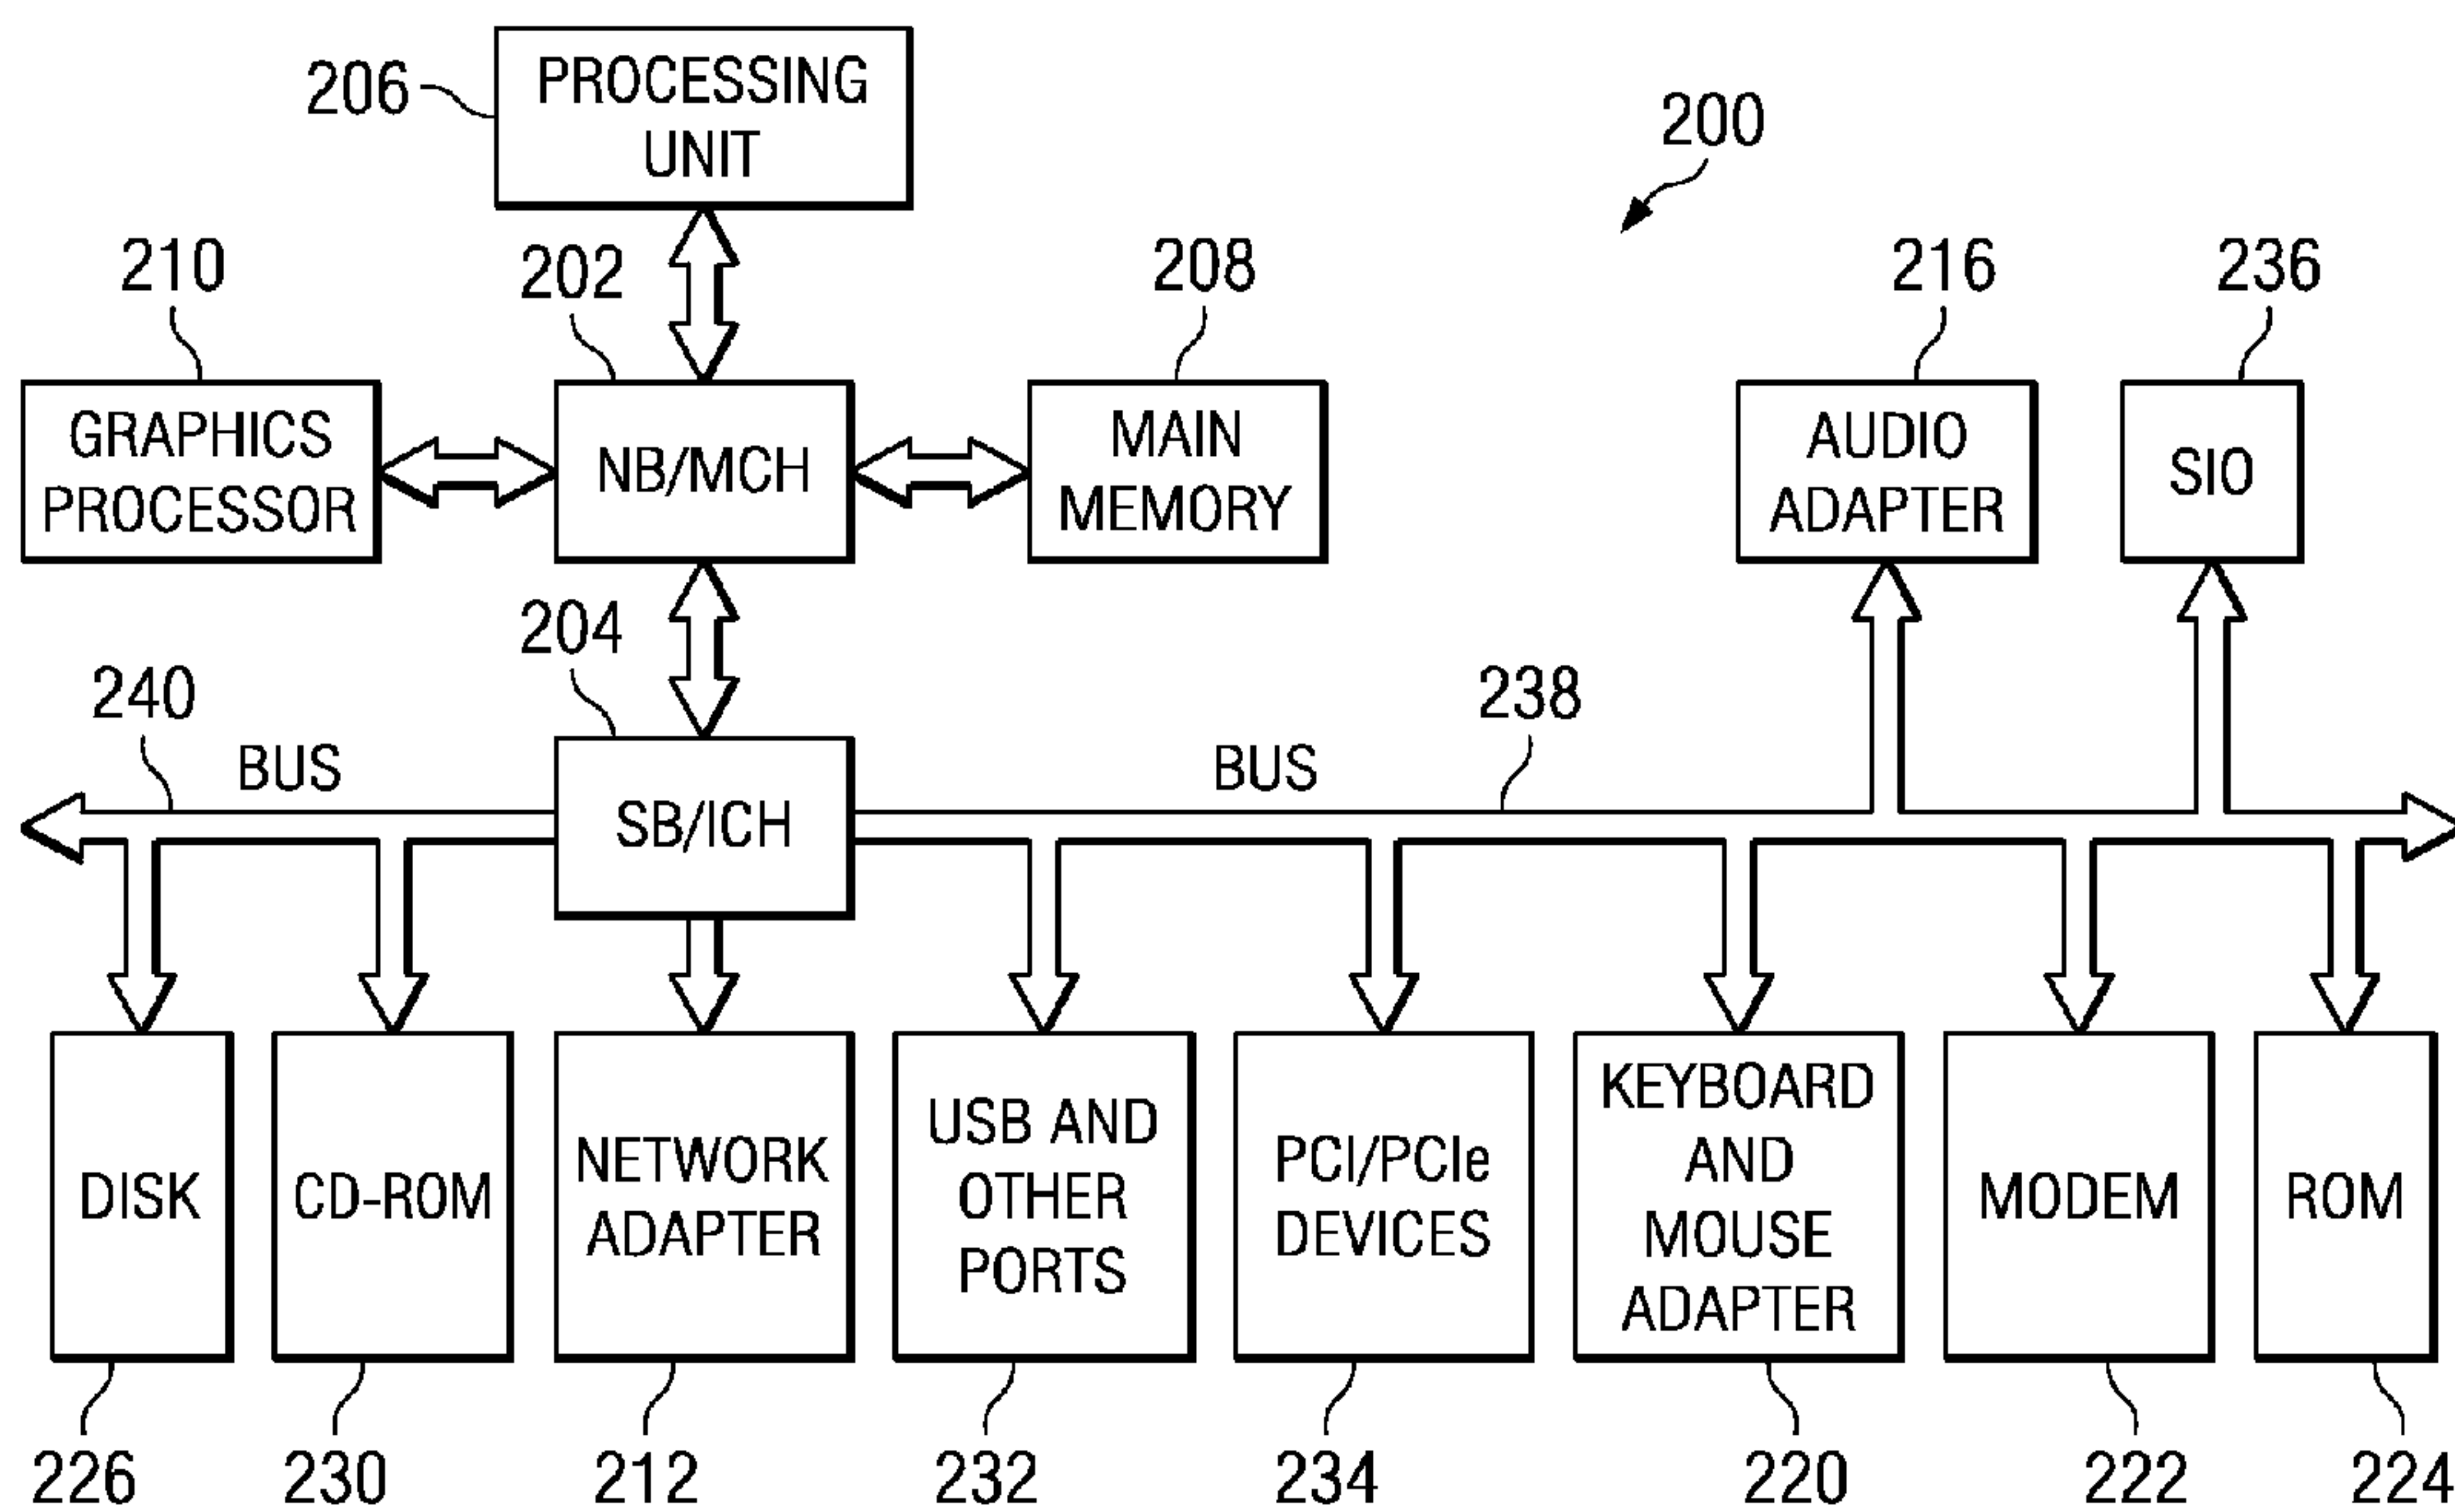 206
PROCESSING
UNIT
200
210
202
208
216
236
GRAPHICS
PROCESSOR
NB/MCH
MAIN
MEMORY
AUDIO
ADAPTER
SIO
204
240
BUS
SB/ICH
BUS
238
DISK
CD-ROM
NETWORK
ADAPTER
USB AND
OTHER
PORTS
PCI/PCIe
DEVICES
KEYBOARD
AND
MOUSE
ADAPTER
MODEM
ROM
226
230
212
232
234
220
222
224